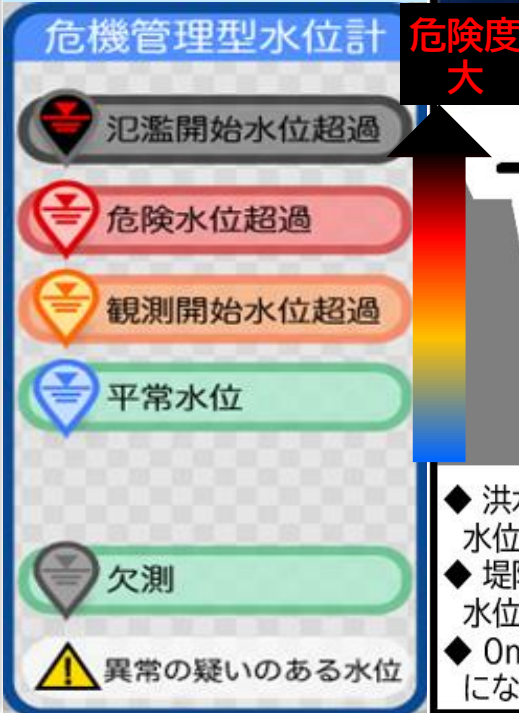 危機管理型水位計
危険度
大
氾濫開始水位超過
危険水位超過
観測開始水位超過
平常水位
欠測
異常の疑いのある水位
◆ 洪
水位
◆ 堤
水位
◆ 0m
にな